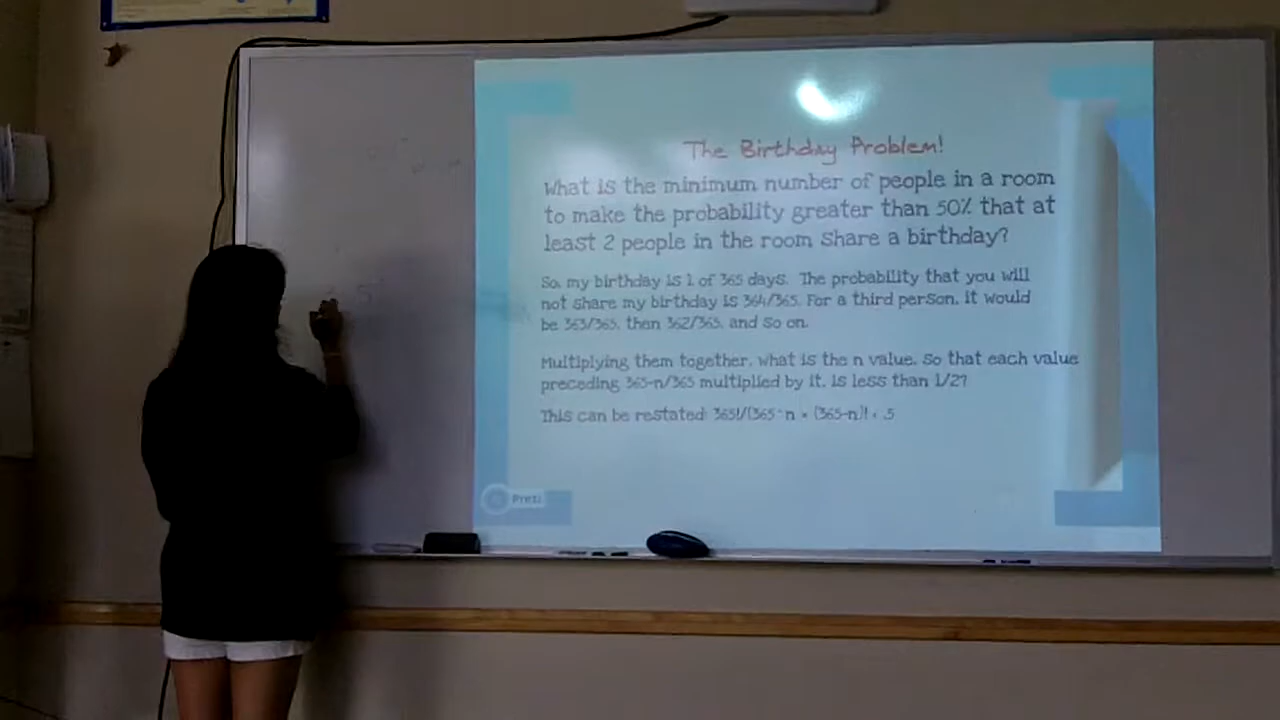 The Birthday Problem!
What is the minimum number of people in a room
to make the probability greater than 50% that at
least 2 people in the room share a birthday?
So, my birthday is 1 of 365 days. The probability that you will
not share my birthday is 364/365. For a third person, it would
be 363/365, then 362/365, and so on.
Multiplying them together, what is the n value, so that each value
preceding 365-n/365 multiplied by it, is less than 1/2?
This can be restated: 365!/(365^n * (365-n)! < .5
Prezi